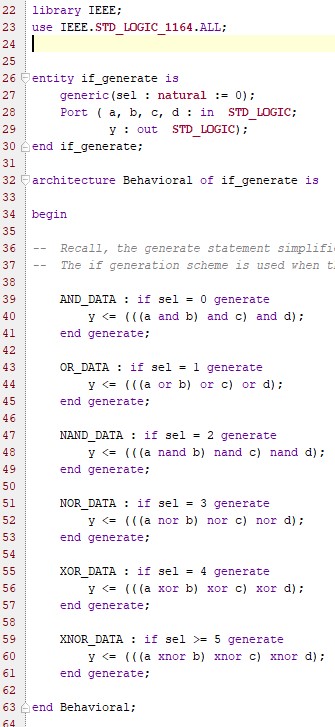 22 library IEEE;
23 use IEEE.STD_LOGIC_1164.ALL;
24
25
26 entity if_generate is
27 generic(sel : natural := 0);
28 Port ( a, b, c, d : in STD_LOGIC;
29 y : out STD_LOGIC);
30 end if_generate;
31
32 architecture Behavioral of if_generate is
33
34 begin
35
36 -- Recall, the generate statement simplifi
37 -- The if generation scheme is used when t
38
39 AND_DATA : if sel = 0 generate
40 y <= (((a and b) and c) and d);
41 end generate;
42
43 OR_DATA : if sel = 1 generate
44 y <= (((a or b) or c) or d);
45 end generate;
46
47 NAND_DATA : if sel = 2 generate
48 y <= (((a nand b) nand c) nand d);
49 end generate;
50
51 NOR_DATA : if sel = 3 generate
52 y <= (((a nor b) nor c) nor d);
53 end generate;
54
55 XOR_DATA : if sel = 4 generate
56 y <= (((a xor b) xor c) xor d);
57 end generate;
58
59 XNOR_DATA : if sel >= 5 generate
60 y <= (((a xnor b) xnor c) xnor d);
61 end generate;
62
63 end Behavioral;
64